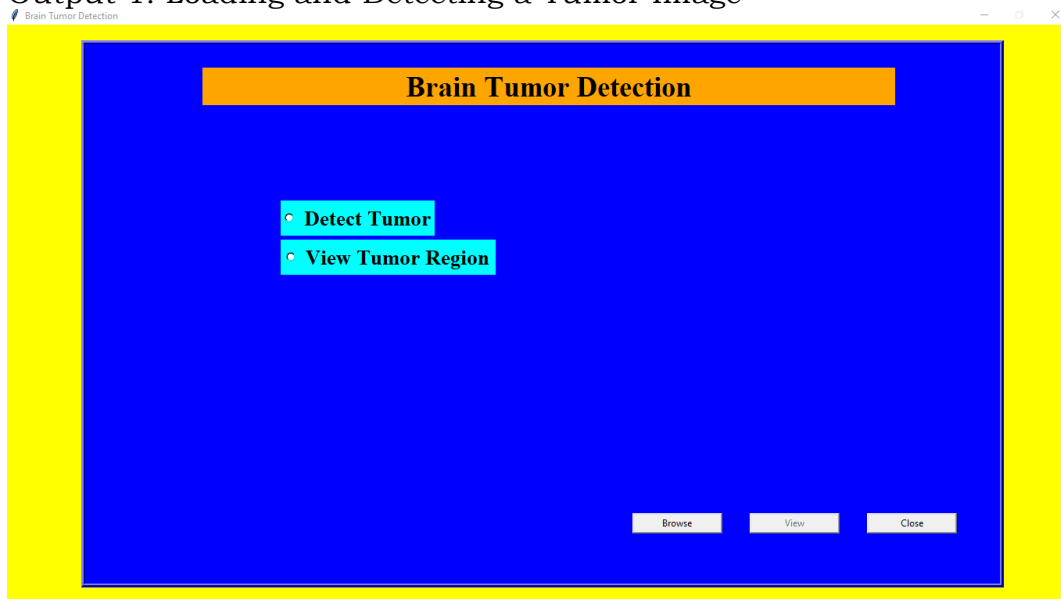 Output 1: Loading and Detecting a Tumor Image
Brain Tumor Detection
Brain Tumor Detection
Detect Tumor
View Tumor Region
Browse View Close